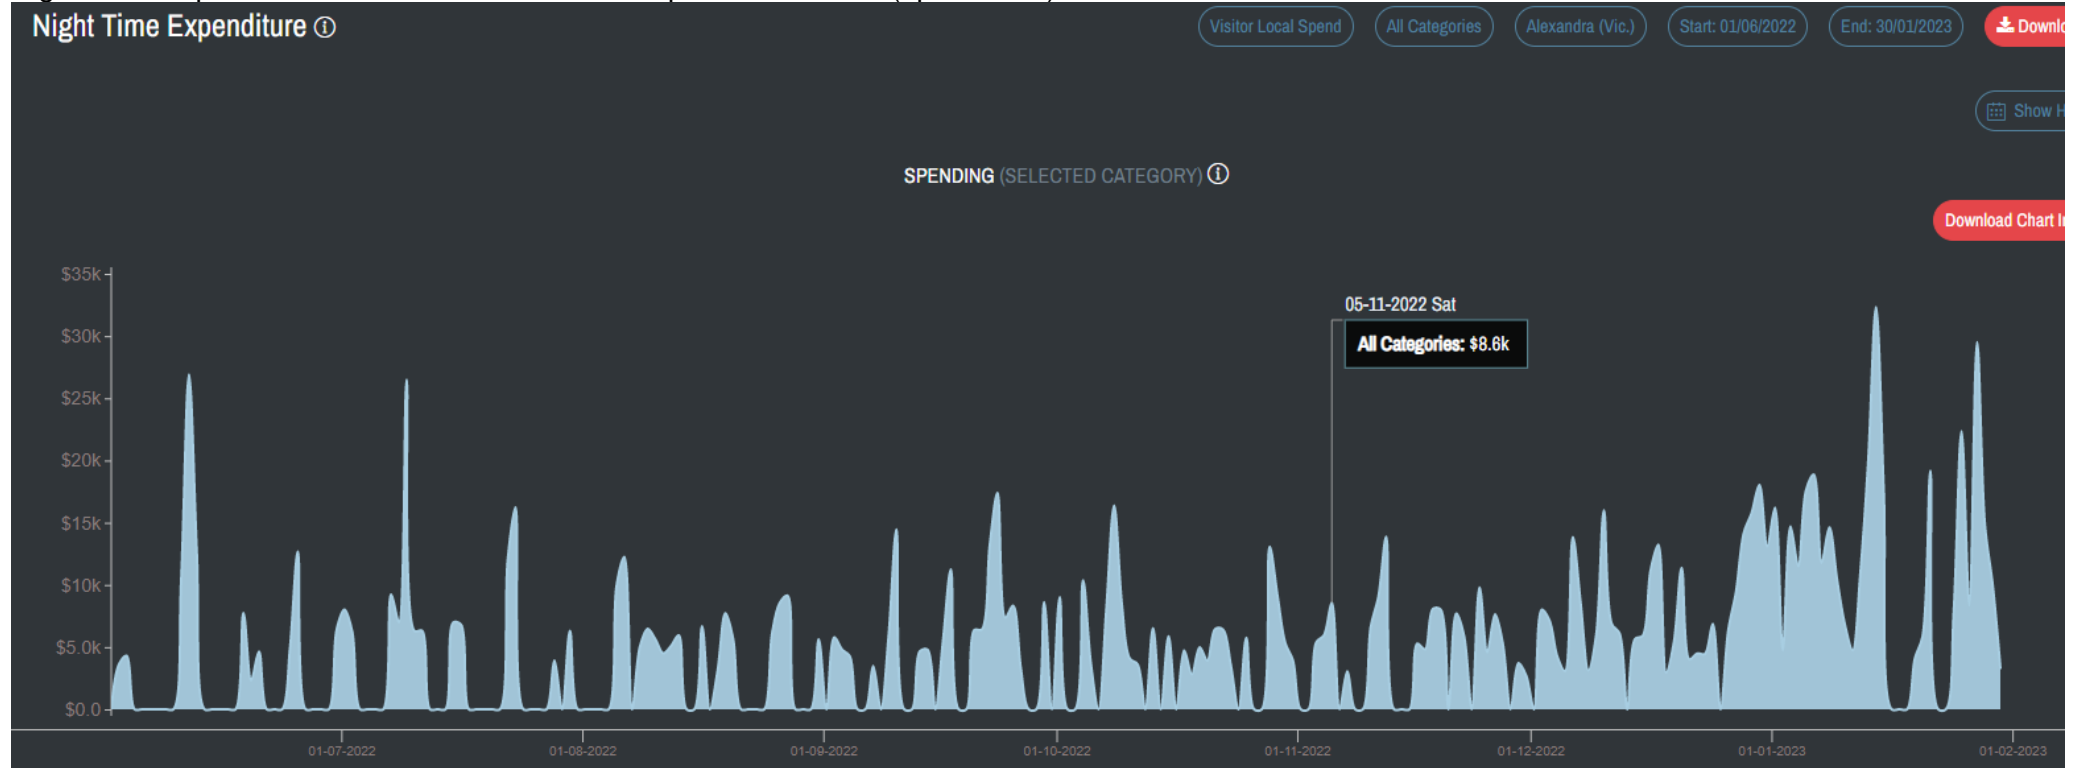 Night Time Expenditure
Visitor Local Spend
All Categories
Alexandra (Vic.)
Start: 01/06/2022
End: 30/01/2023
Show
SPENDING (SELECTED CATEGORY)
Download Chart
$35k
$30k
$25k
$20k
$15k
$10k
$5.0k
$0.0
05-11-2022 Sat
All Categories: $8.6k
01-07-2022
01-08-2022
01-09-2022
01-10-2022
01-11-2022
01-12-2022
01-01-2023
01-02-2023